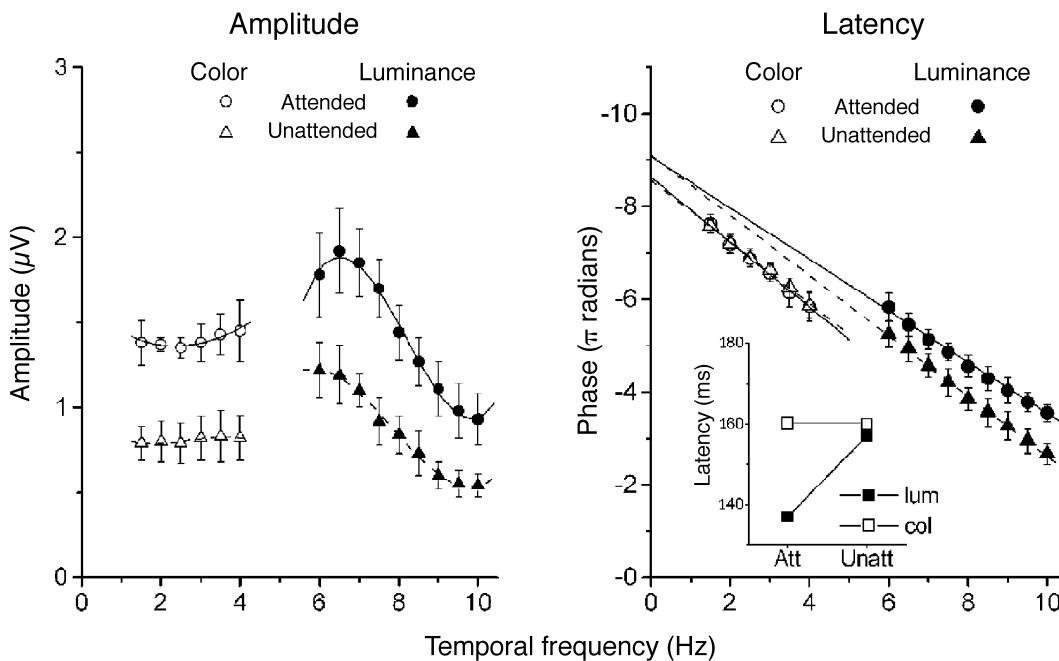 Amplitude
Color Luminance
Attended
Unattended
Amplitude (µV)
3
2
1
0
0 2 4 6 8 10
Latency
Color Luminance
Attended
Unattended
Phase (π radians)
-10
-8
-6
-4
-2
-0
0 2 4 6 8 10
Latency (ms)
180
160
140
lum
col
Att Unatt
Temporal frequency (Hz)